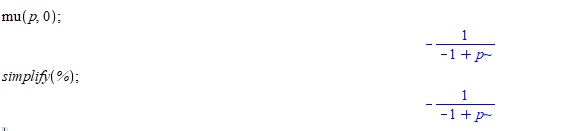 mu(p, 0);
- 1
-1 + p~
simplify(%);
- 1
-1 + p~